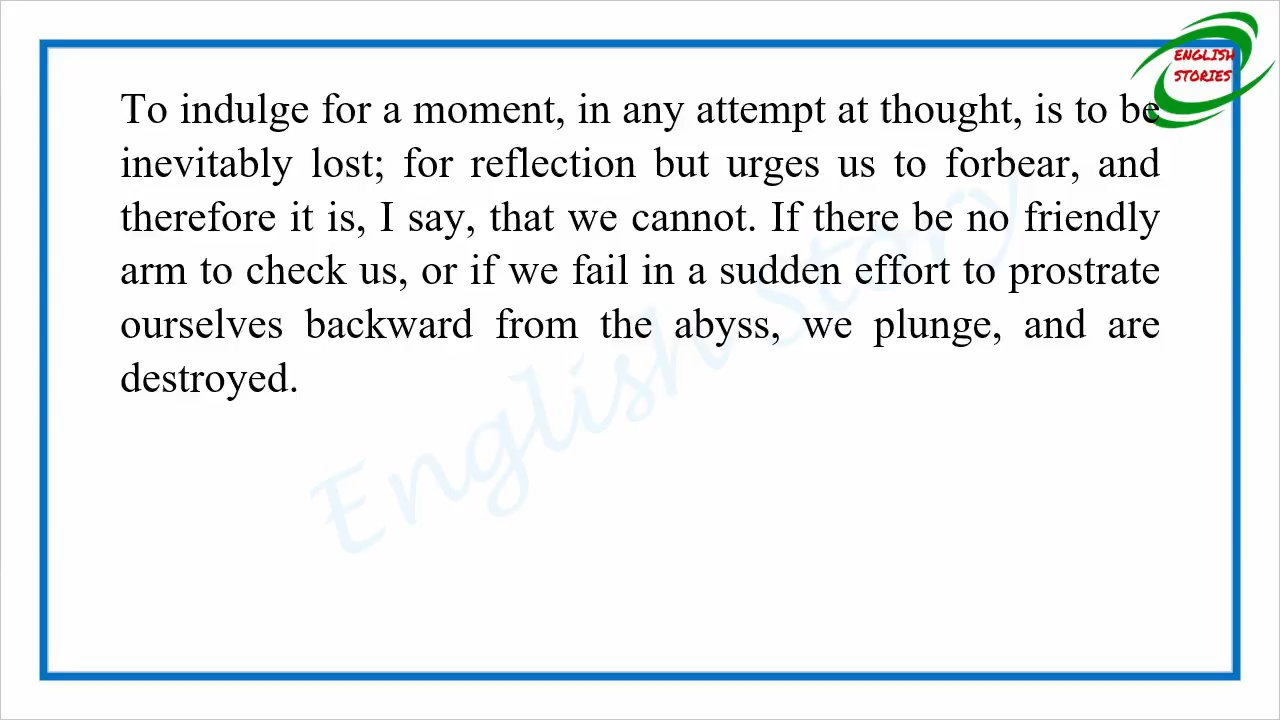 ENGLISH
STORIES
To indulge for a moment, in any attempt at thought, is to be
inevitably lost; for reflection but urges us to forbear, and
therefore it is, I say, that we cannot. If there be no friendly
arm to check us, or if we fail in a sudden effort to prostrate
ourselves backward from the abyss, we plunge, and are
destroyed.
English Story